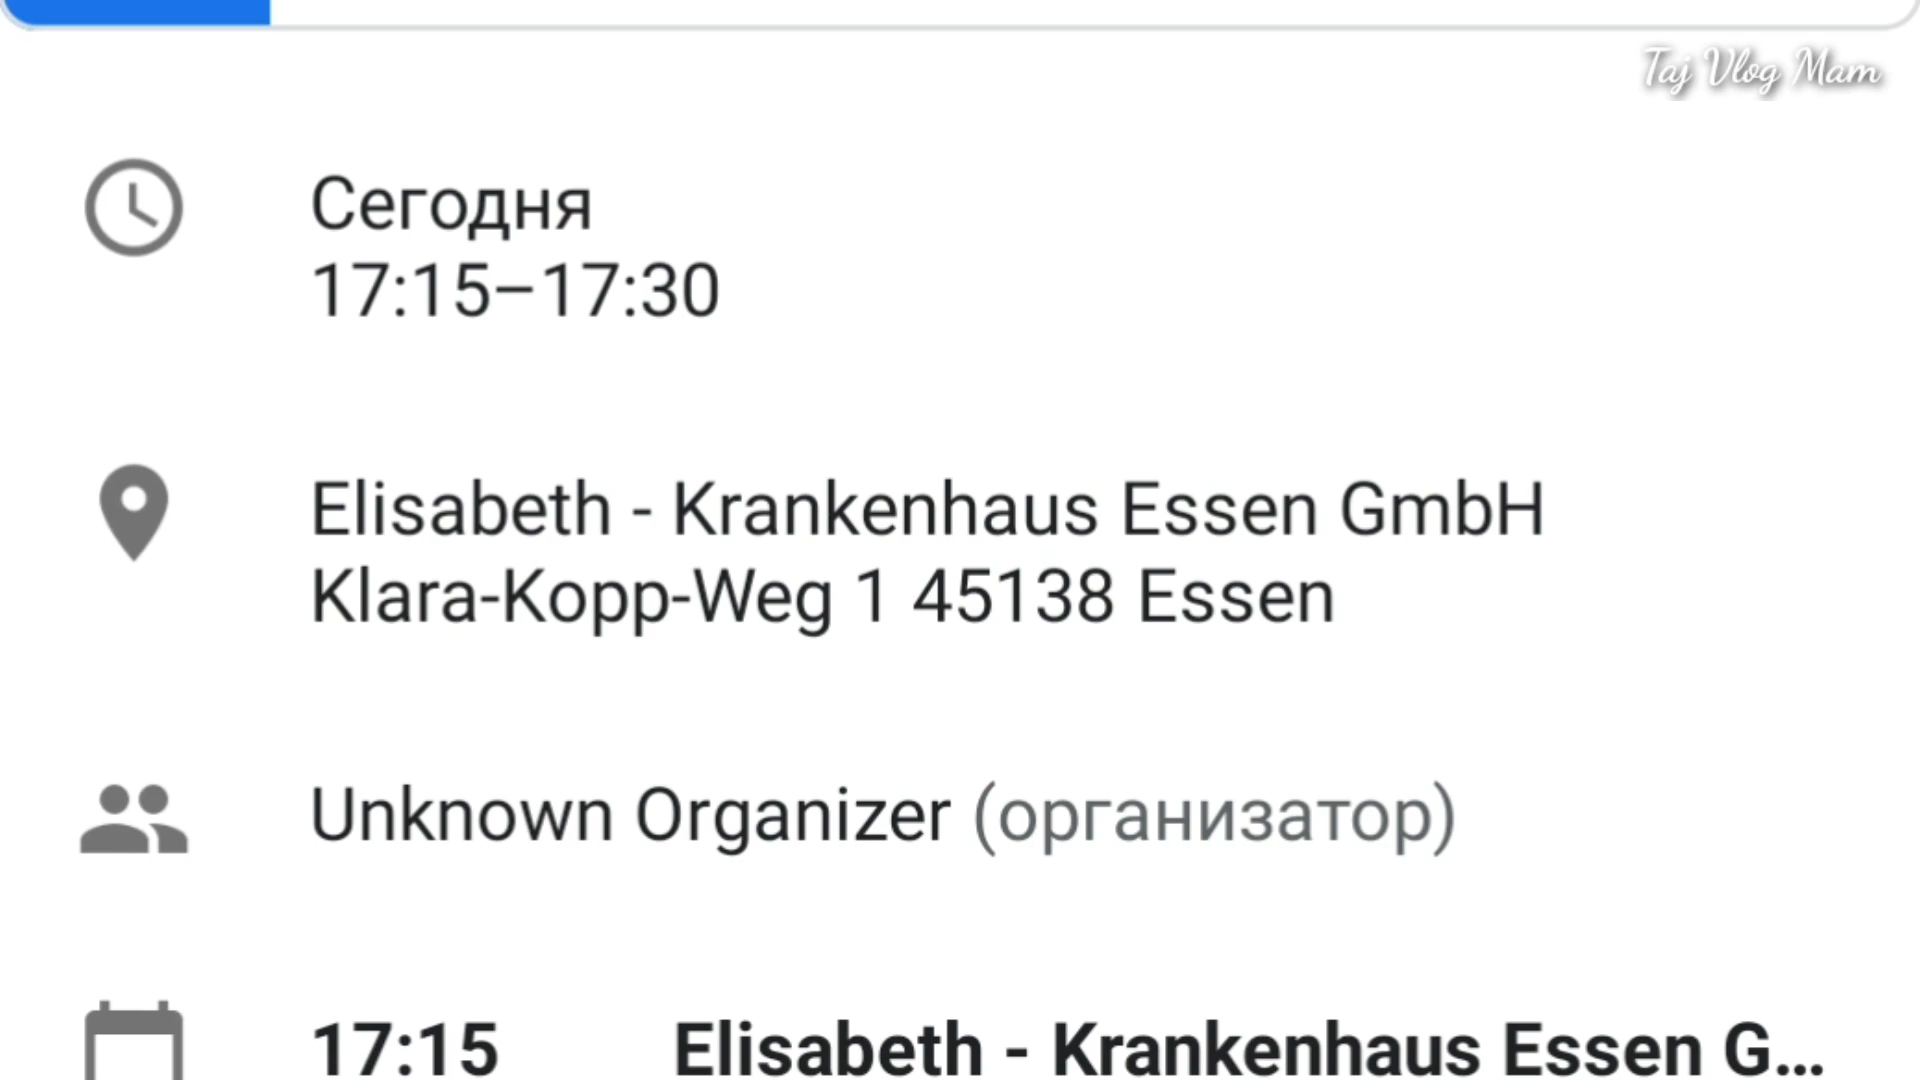 Taj Vlog Mam
Сегодня
17:15–17:30
Elisabeth - Krankenhaus Essen GmbH
Klara-Kopp-Weg 1 45138 Essen
Unknown Organizer (организатор)
17:15 Elisabeth - Krankenhaus Essen G...